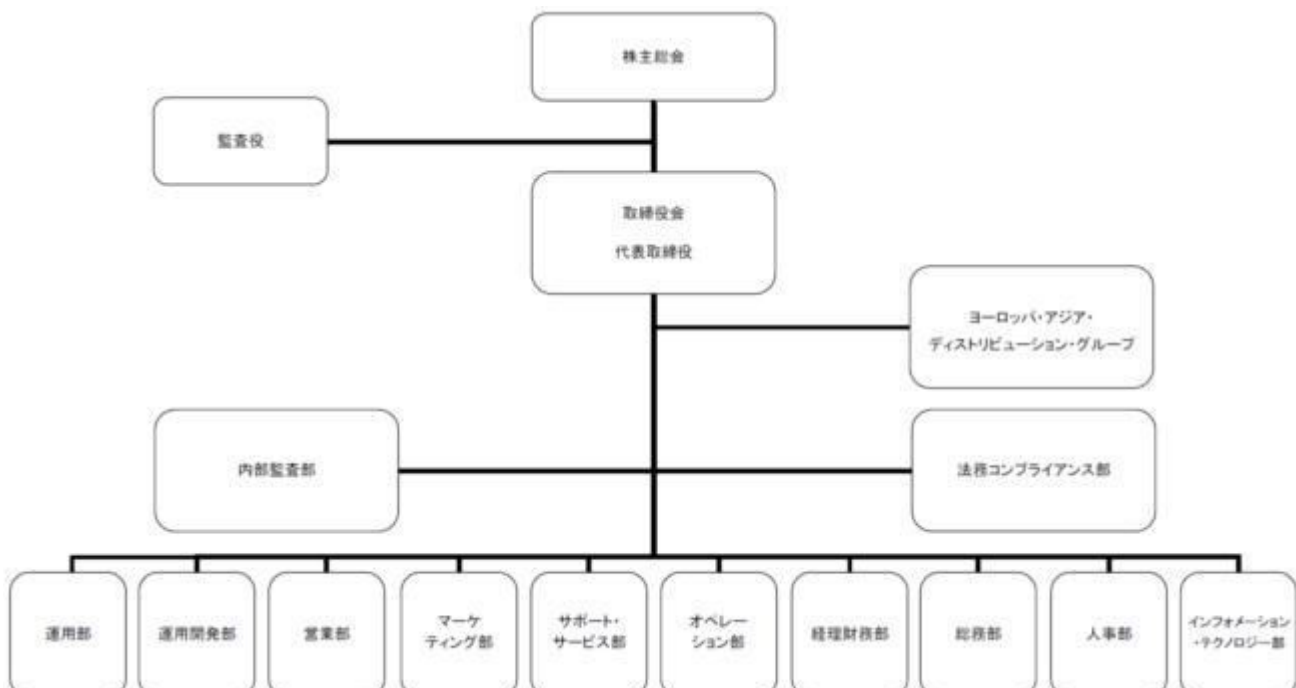 株主総会
監査役
取締役会
代表取締役
ヨーロッパ・アジア・
ディストリビューション・グループ
内部監査部
法務コンプライアンス部
運用部
運用開発部
営業部
マーケ
ティング部
サポート・
サービス部
オペレー
ション部
経理財務部
総務部
人事部
インフォメーション
・テクノロジー部